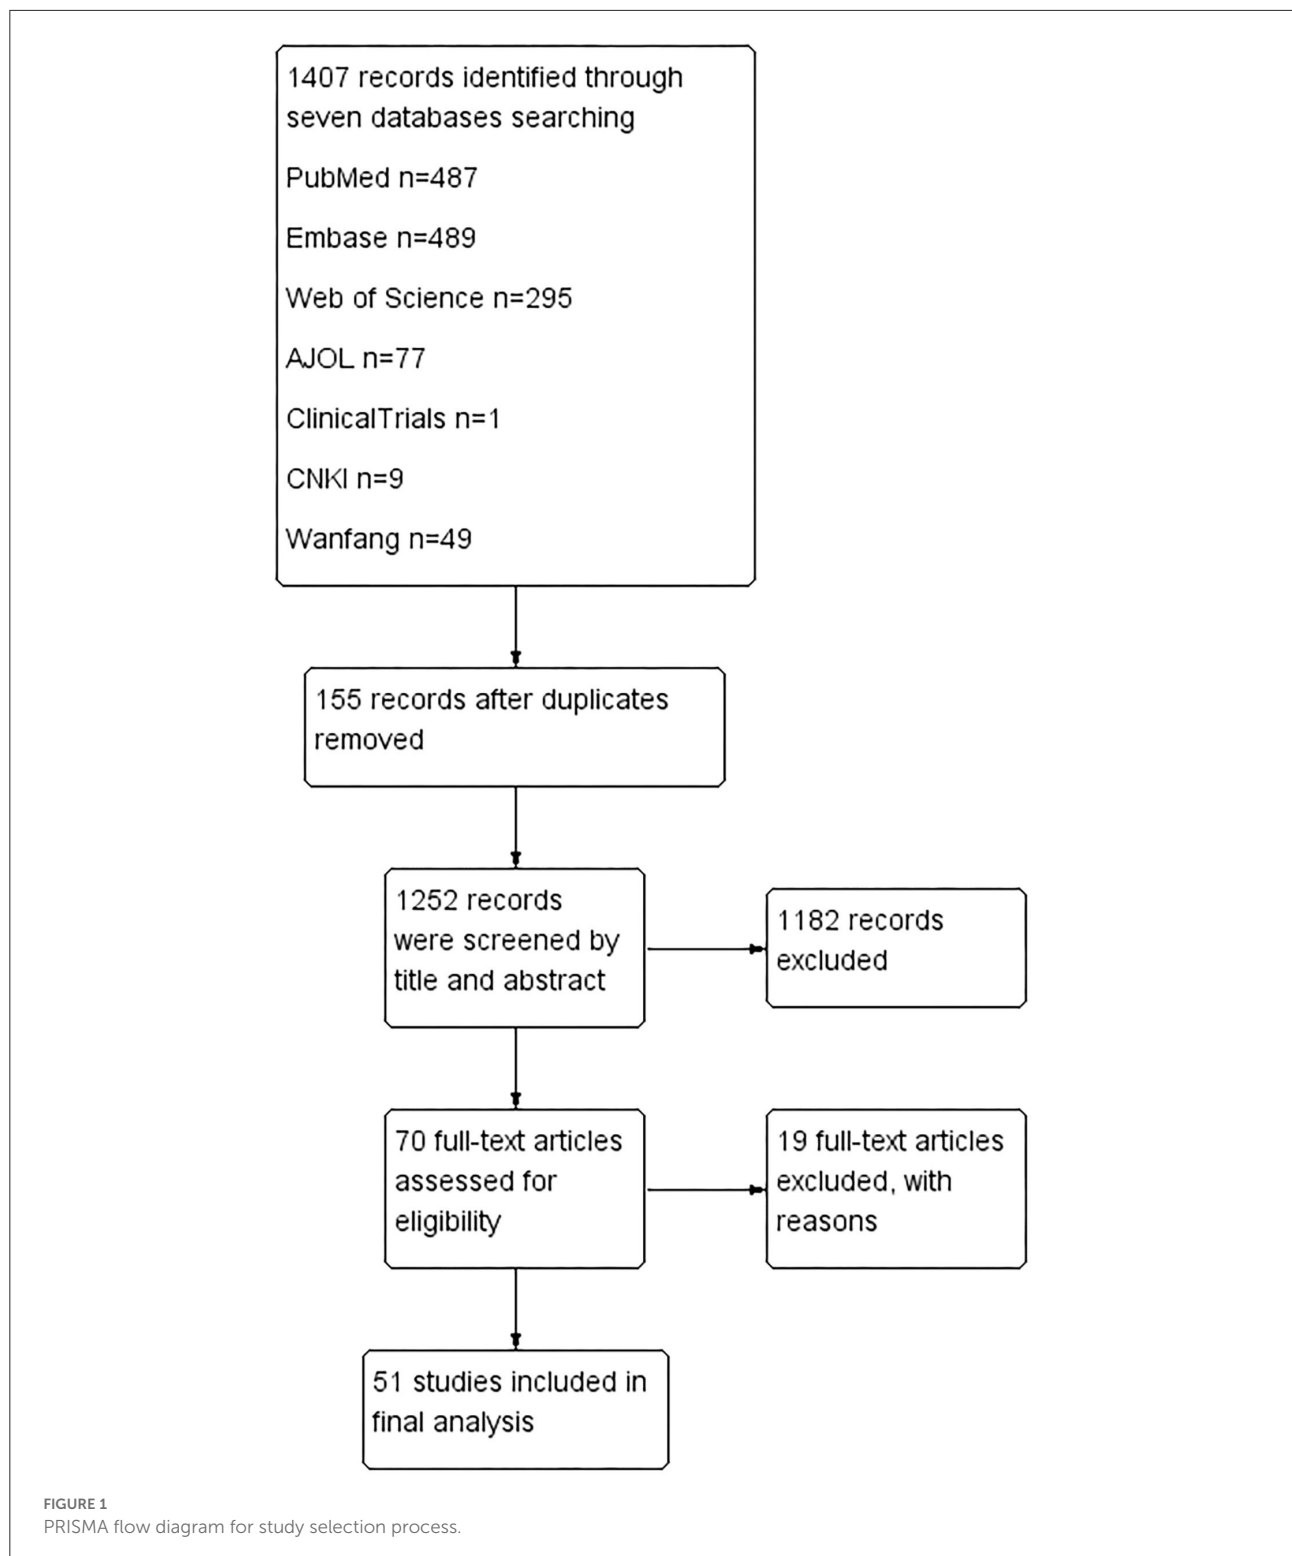 1407 records identified through
seven databases searching
PubMed n=487
Embase n=489
Web of Science n=295
AJOL n=77
ClinicalTrials n=1
CNKI n=9
Wanfang n=49
155 records after duplicates
removed
1252 records
were screened by
title and abstract
1182 records
excluded
70 full-text articles
assessed for
eligibility
19 full-text articles
excluded, with
reasons
51 studies included in
final analysis
FIGURE 1
PRISMA flow diagram for study selection process.